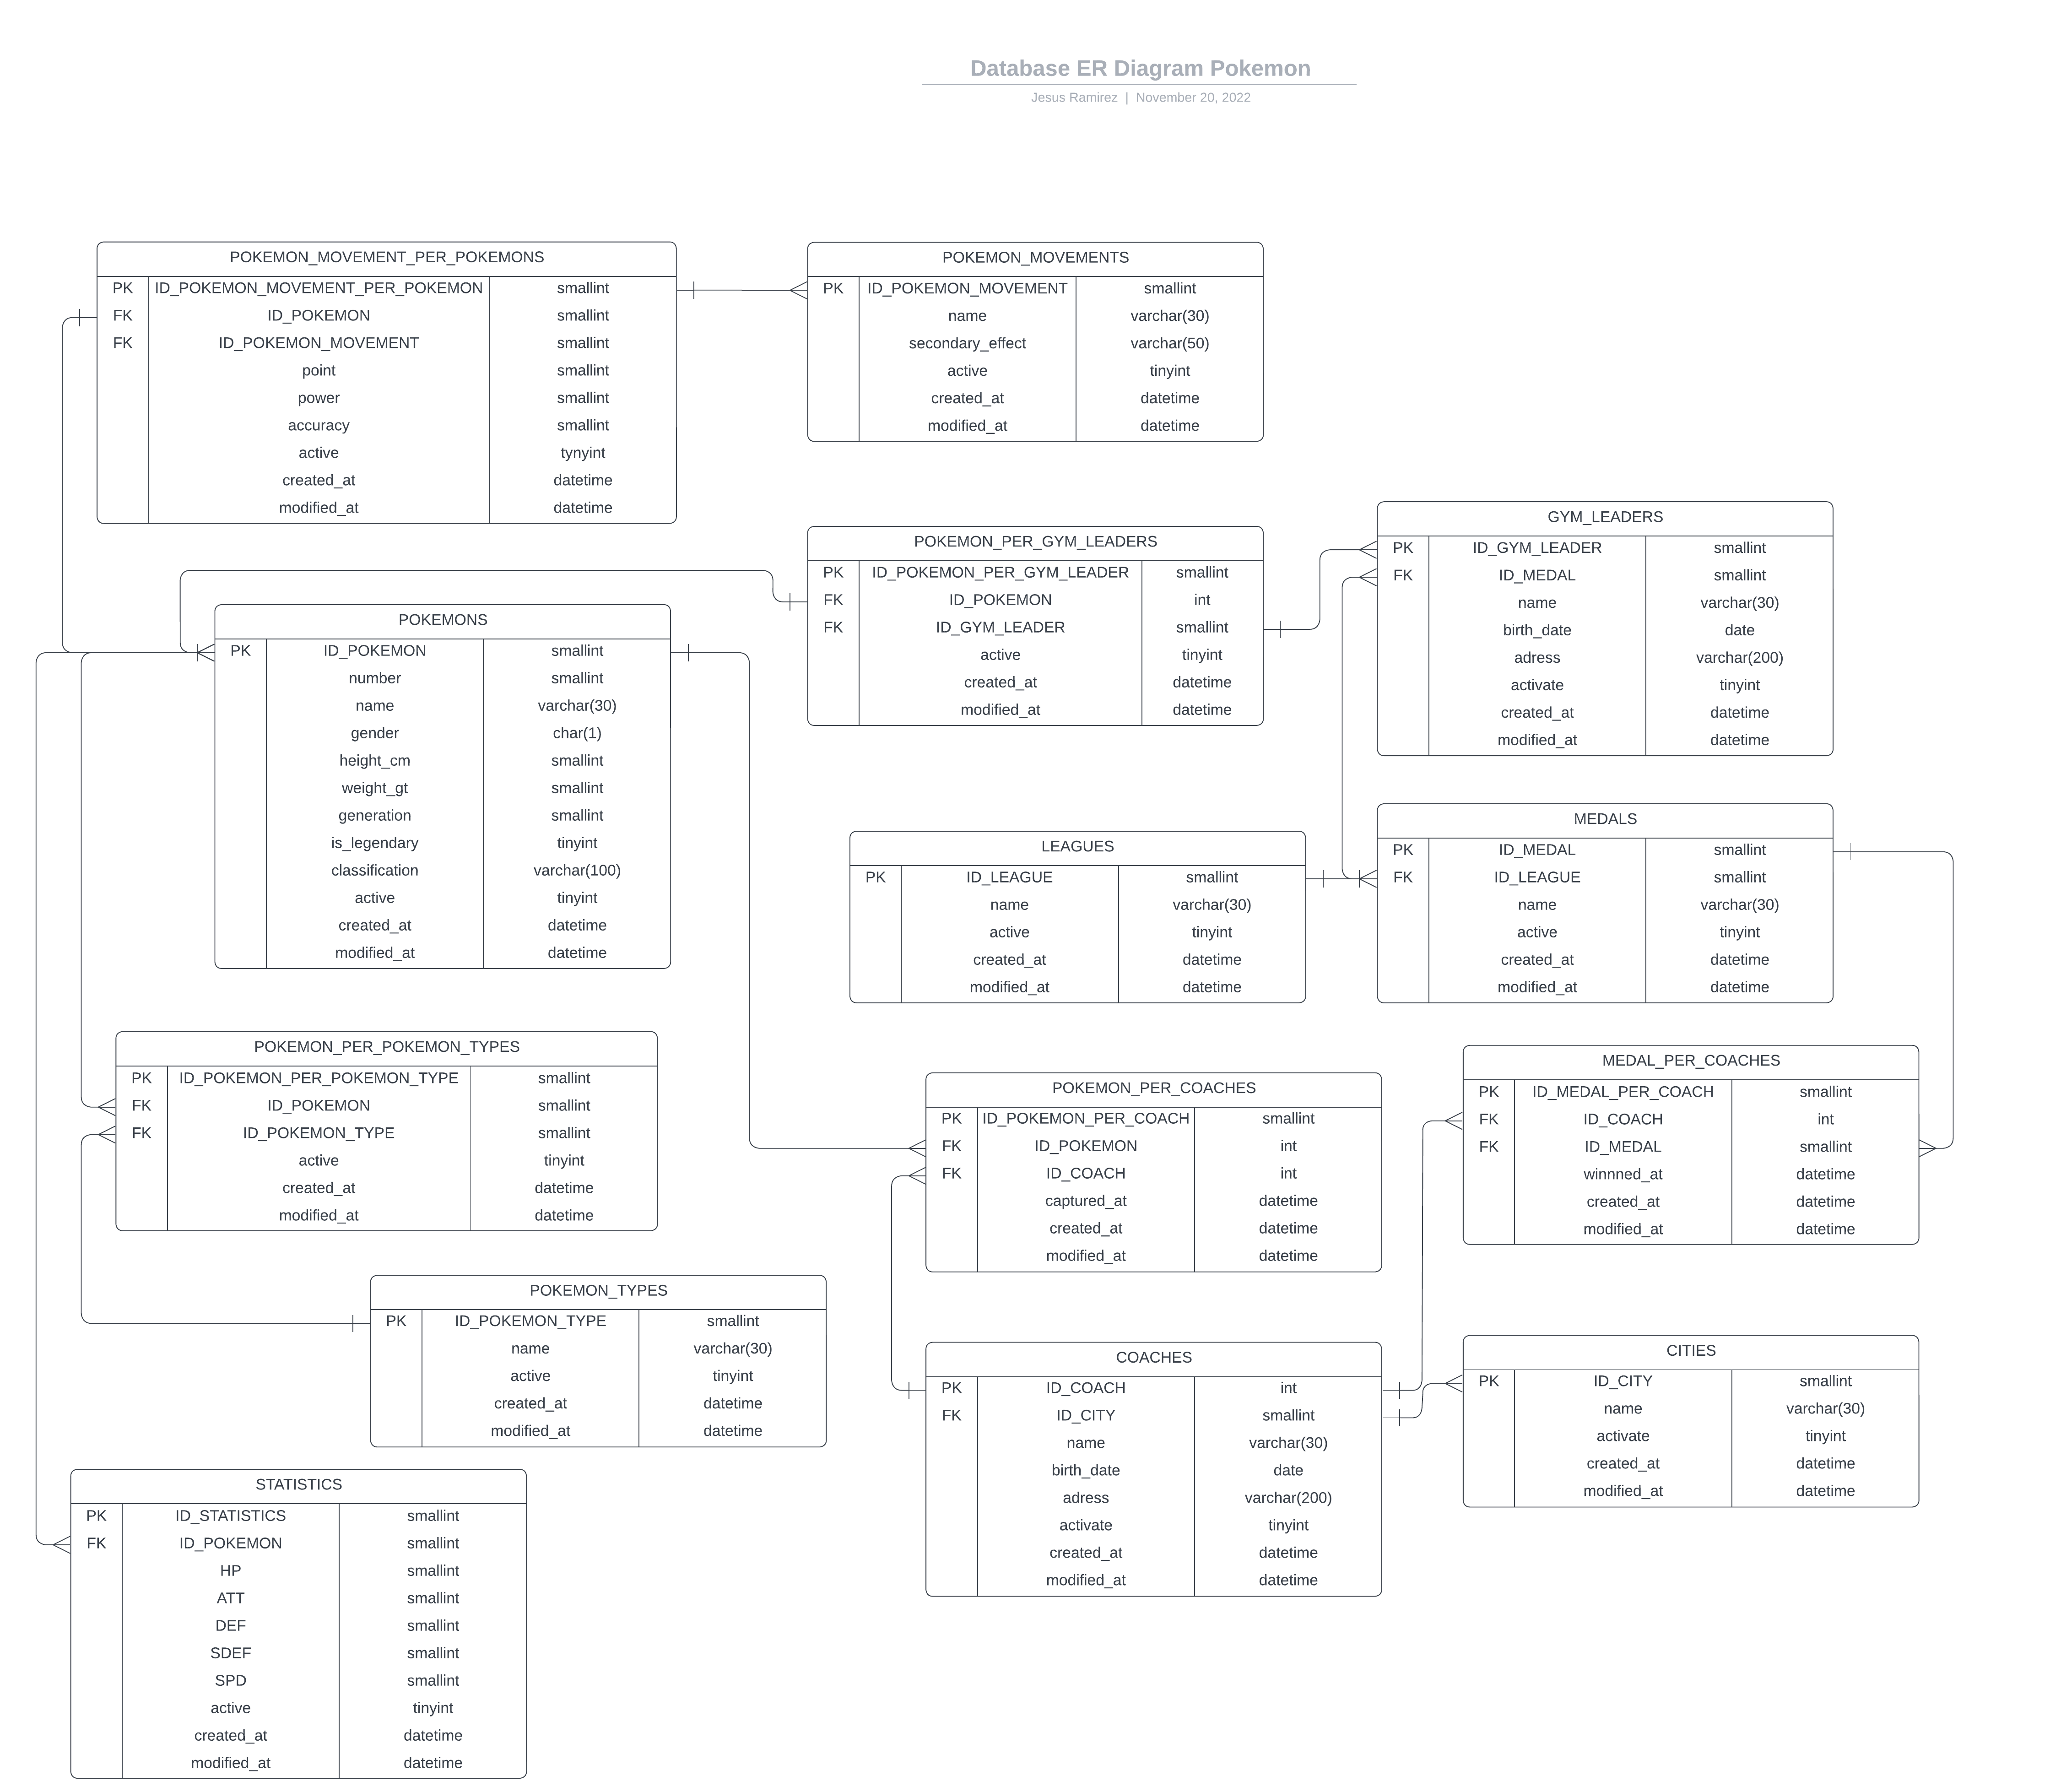 Database ER Diagram Pokemon
Jesus Ramirez | November 20, 2022
POKEMON_MOVEMENT_PER_POKEMONS
PK ID_POKEMON_MOVEMENT_PER_POKEMON smallint
FK ID_POKEMON smallint
FK ID_POKEMON_MOVEMENT smallint
point smallint
power smallint
accuracy smallint
active tynyint
created_at datetime
modified_at datetime
POKEMON_MOVEMENTS
PK ID_POKEMON_MOVEMENT smallint
name varchar(30)
secondary_effect varchar(50)
active tinyint
created_at datetime
modified_at datetime
POKEMON_PER_GYM_LEADERS
PK ID_POKEMON_PER_GYM_LEADER smallint
FK ID_POKEMON int
FK ID_GYM_LEADER smallint
active tinyint
created_at datetime
modified_at datetime
GYM_LEADERS
PK ID_GYM_LEADER smallint
FK ID_MEDAL smallint
name varchar(30)
birth_date date
adress varchar(200)
activate tinyint
created_at datetime
modified_at datetime
POKEMONS
PK ID_POKEMON smallint
number smallint
name varchar(30)
gender char(1)
height_cm smallint
weight_gt smallint
generation smallint
is_legendary tinyint
classification varchar(100)
active tinyint
created_at datetime
modified_at datetime
LEAGUES
PK ID_LEAGUE smallint
name varchar(30)
active tinyint
created_at datetime
modified_at datetime
MEDALS
PK ID_MEDAL smallint
FK ID_LEAGUE smallint
name varchar(30)
active tinyint
created_at datetime
modified_at datetime
POKEMON_PER_POKEMON_TYPES
PK ID_POKEMON_PER_POKEMON_TYPE smallint
FK ID_POKEMON smallint
FK ID_POKEMON_TYPE smallint
active tinyint
created_at datetime
modified_at datetime
POKEMON_PER_COACHES
PK ID_POKEMON_PER_COACH smallint
FK ID_POKEMON int
FK ID_COACH int
captured_at datetime
created_at datetime
modified_at datetime
MEDAL_PER_COACHES
PK ID_MEDAL_PER_COACH smallint
FK ID_COACH int
FK ID_MEDAL smallint
winnned_at datetime
created_at datetime
modified_at datetime
POKEMON_TYPES
PK ID_POKEMON_TYPE smallint
name varchar(30)
active tinyint
created_at datetime
modified_at datetime
COACHES
PK ID_COACH int
FK ID_CITY smallint
name varchar(30)
birth_date date
adress varchar(200)
activate tinyint
created_at datetime
modified_at datetime
CITIES
PK ID_CITY smallint
name varchar(30)
activate tinyint
created_at datetime
modified_at datetime
STATISTICS
PK ID_STATISTICS smallint
FK ID_POKEMON smallint
HP smallint
ATT smallint
DEF smallint
SDEF smallint
SPD smallint
active tinyint
created_at datetime
modified_at datetime